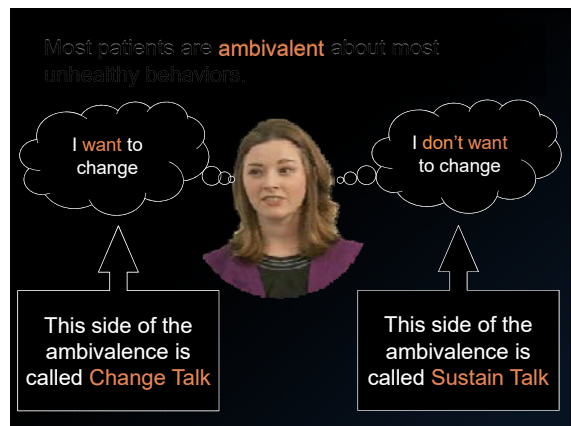 Most patients are ambivalent about most
unhealthy behaviors.
I want to
change
I don't want
to change
This side of the
ambivalence is
called Change Talk
This side of the
ambivalence is
called Sustain Talk